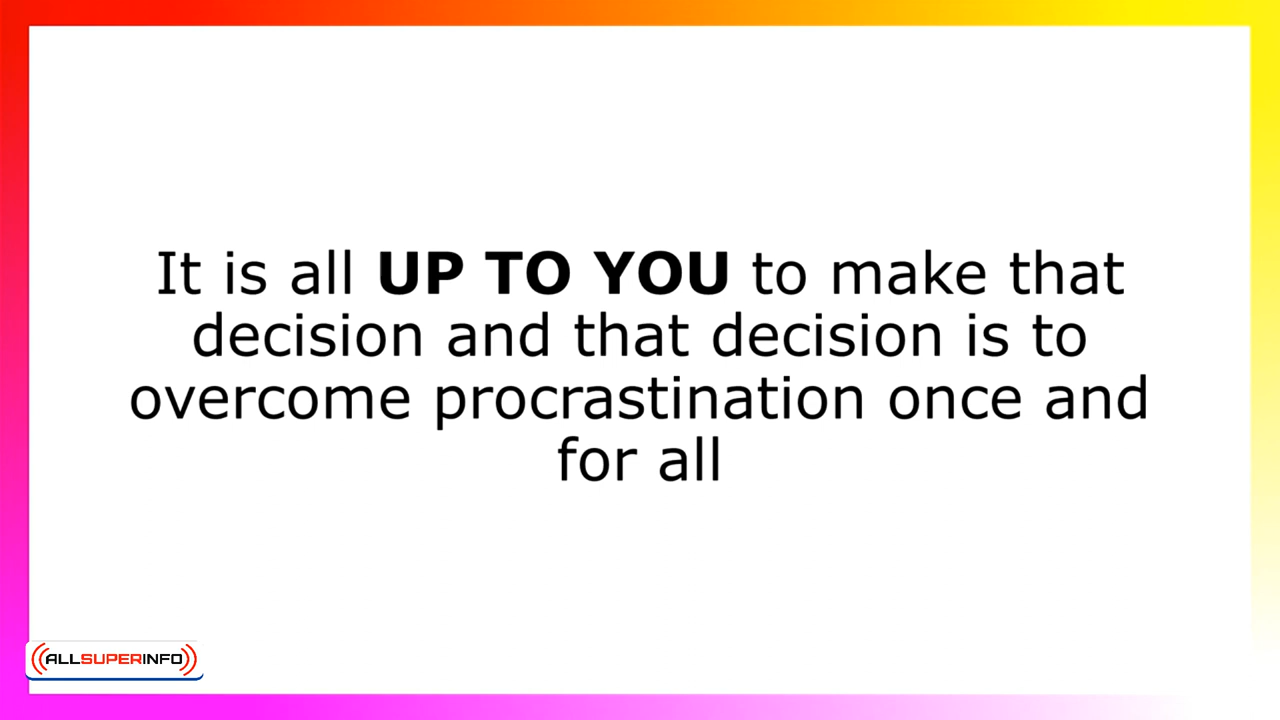 It is all UP TO YOU to make that
decision and that decision is to
overcome procrastination once and
for all
ALLSUPERINFO